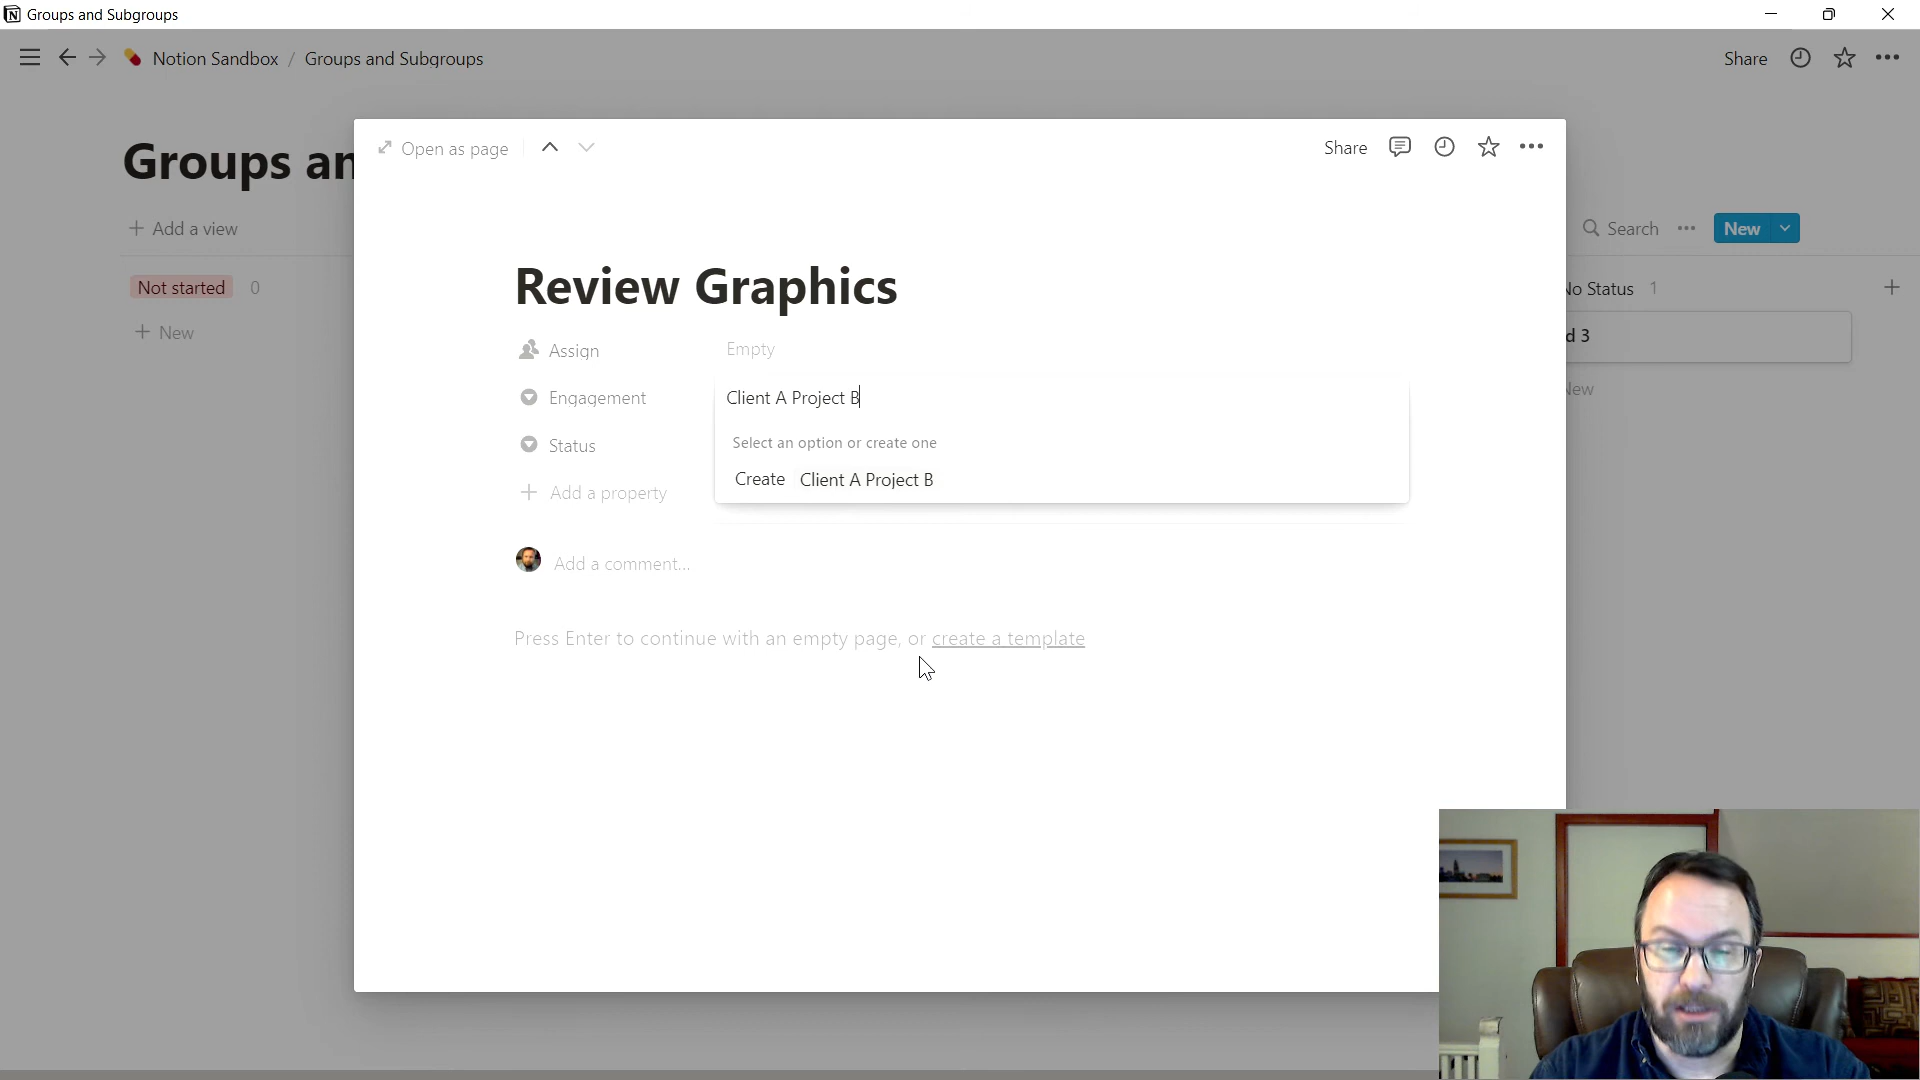 Groups and Subgroups
Notion Sandbox / Groups and Subgroups
Share
Groups an
+ Add a view
Search
New
Not started 0
+ New
No Status 1
d 3
New
Open as page
Share
Review Graphics
Assign
Empty
Engagement
Client A Project B
Select an option or create one
Create Client A Project B
Status
+ Add a property
Add a comment...
Press Enter to continue with an empty page, or create a template